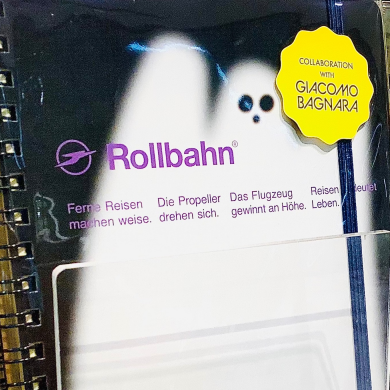 COLLABORATION
WITH
GIACOMO
BAGNARA
Rollbahn®
Ferne Reisen Die Propeller Das Flugzeug Reisen
machen weise. drehen sich. gewinnt an Höhe. Leben.